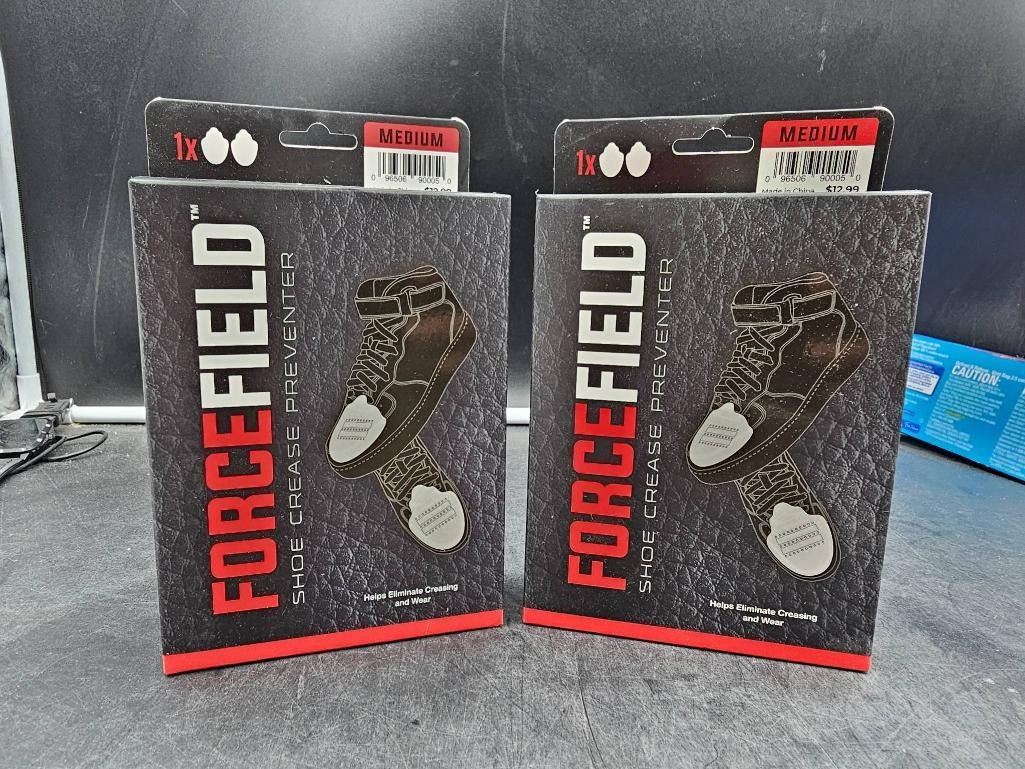 1x
MEDIUM
0 96506 90005 0
FORCEFIELD™
SHOE CREASE PREVENTER
Helps Eliminate Creasing
and Wear
1x
MEDIUM
0 96506 90005 0
Made in China $12.99
FORCEFIELD™
SHOE CREASE PREVENTER
Helps Eliminate Creasing
and Wear
CAUTION